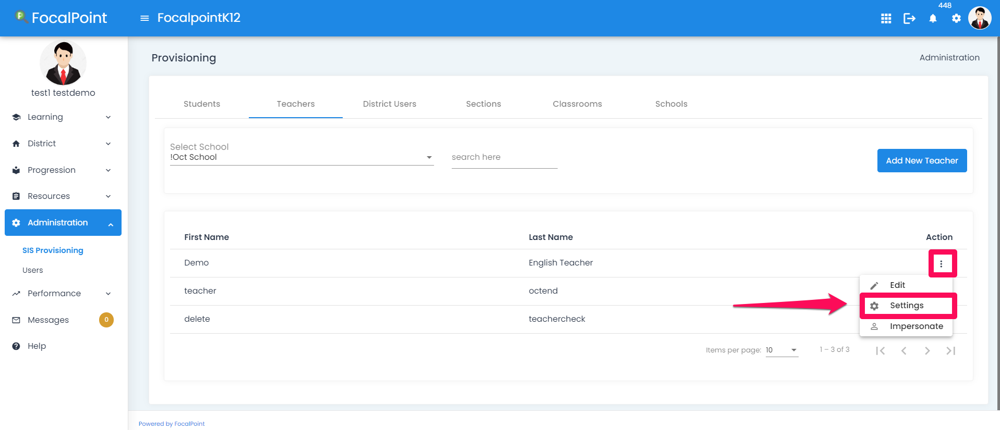 FocalPoint
FocalpointK12
448
test1 testdemo
Learning
District
Progression
Resources
Administration
SIS Provisioning
Users
Performance
Messages
0
Help
Provisioning
Administration
Students
Teachers
District Users
Sections
Classrooms
Schools
Select School
!Oct School
search here
Add New Teacher
First Name Last Name Action
Demo English Teacher
teacher octend
delete teachercheck
Edit
Settings
Impersonate
Items per page: 10 1 – 3 of 3
Powered by FocalPoint